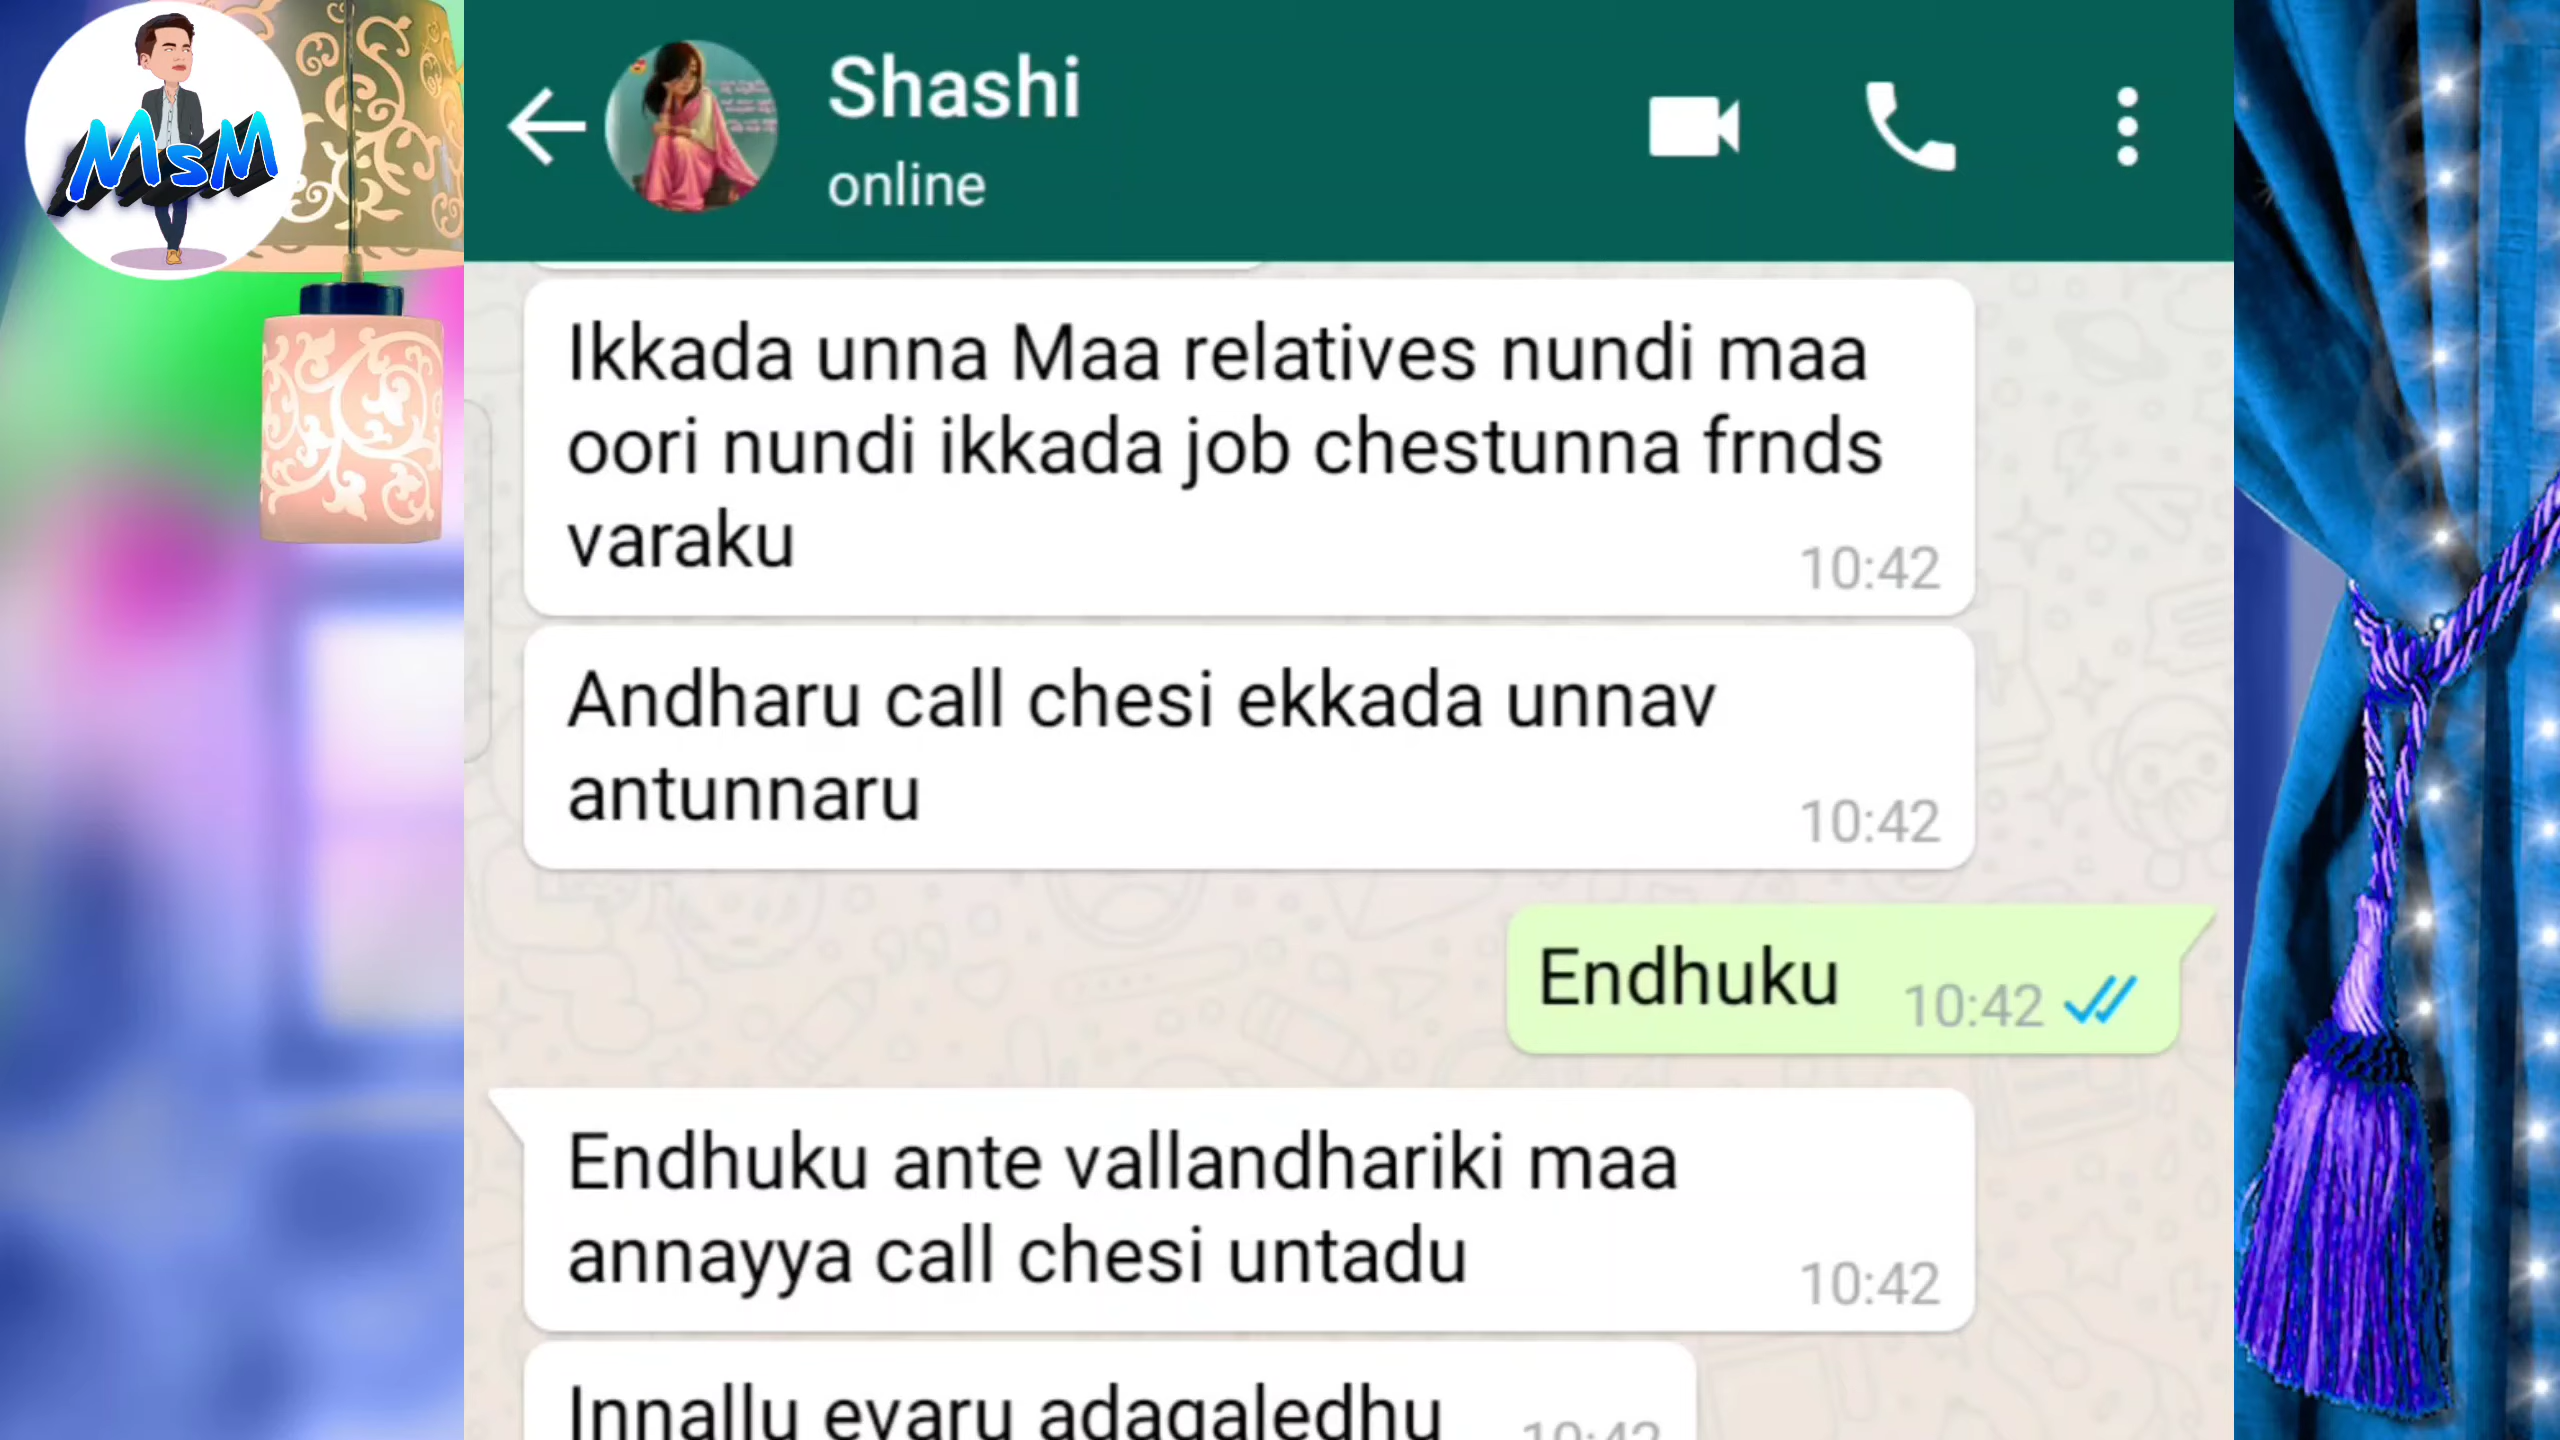 MsM
Shashi
online
Ikkada unna Maa relatives nundi maa
oori nundi ikkada job chestunna frnds
varaku
10:42
Andharu call chesi ekkada unnav
antunnaru
10:42
Endhuku
10:42
Endhuku ante vallandhariki maa
annayya call chesi untadu
10:42
Innallu evaru adagaledhu
10:42